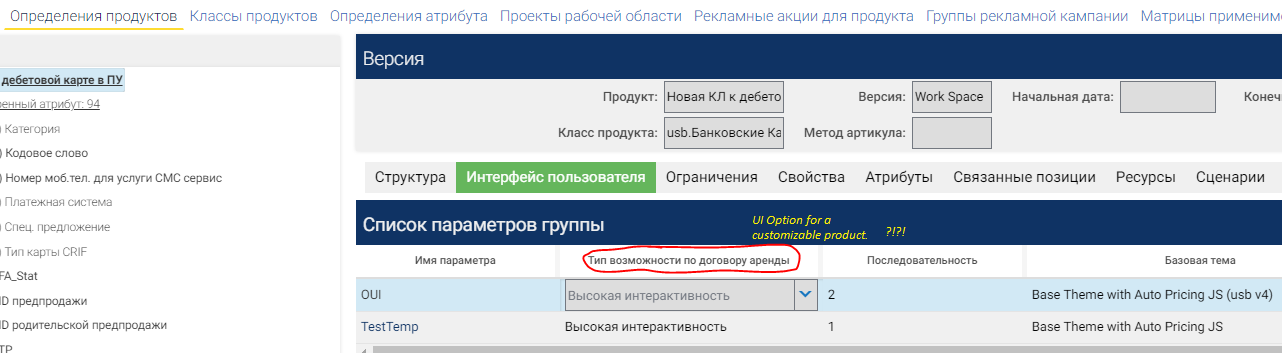 Определения продуктов Классы продуктов Определения атрибута Проекты рабочей области Рекламные акции для продукта Группы рекламной кампании Матрицы применимо
Версия
дебетовой карте в ПУ
Продукт: Новая КЛ к дебето Версия: Work Space Начальная дата: Конеч
ренный атрибут: 94
) Категория
Класс продукта: usb.Банковские Ка Метод артикула:
) Кодовое слово
) Номер моб.тел. для услуги СМС сервис
Структура Интерфейс пользователя Ограничения Свойства Атрибуты Связанные позиции Ресурсы Сценарии
) Платежная система
) Спец. предложение
Список параметров группы
UI Option for a
customizable product. ?!?!
) Тип карты CRIF
Имя параметра Тип возможности по договору аренды Последовательность Базовая тема
FA_Stat
OUI Высокая интерактивность 2 Base Theme with Auto Pricing JS (usb v4)
ID предпродажи
ID родительской предпродажи
TestTemp Высокая интерактивность 1 Base Theme with Auto Pricing JS
TP